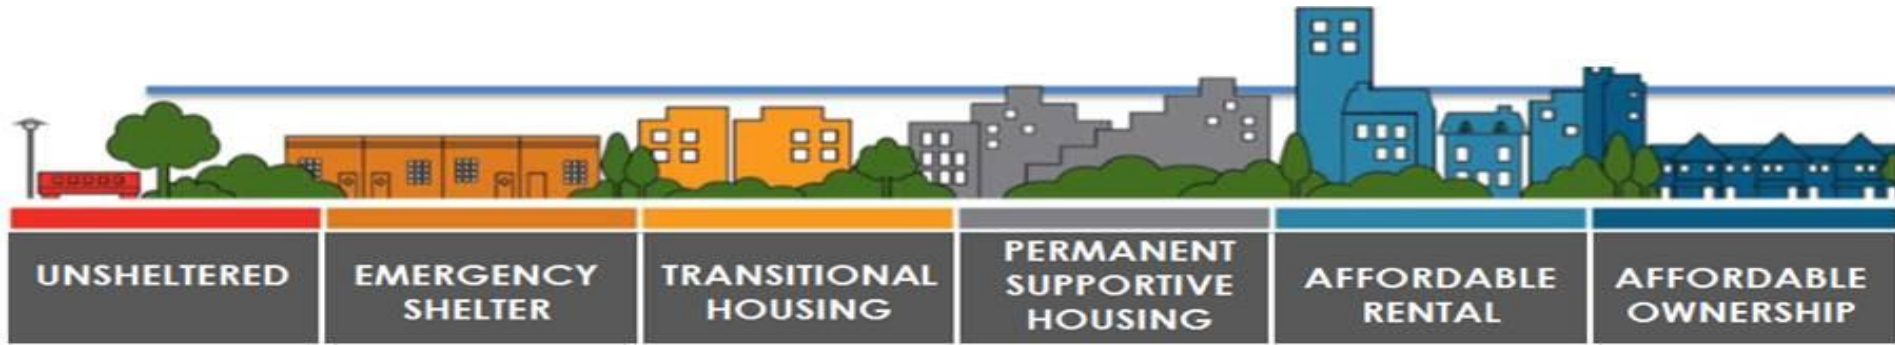 UNSHELTERED
EMERGENCY
SHELTER
TRANSITIONAL
HOUSING
PERMANENT
SUPPORTIVE
HOUSING
AFFORDABLE
RENTAL
AFFORDABLE
OWNERSHIP